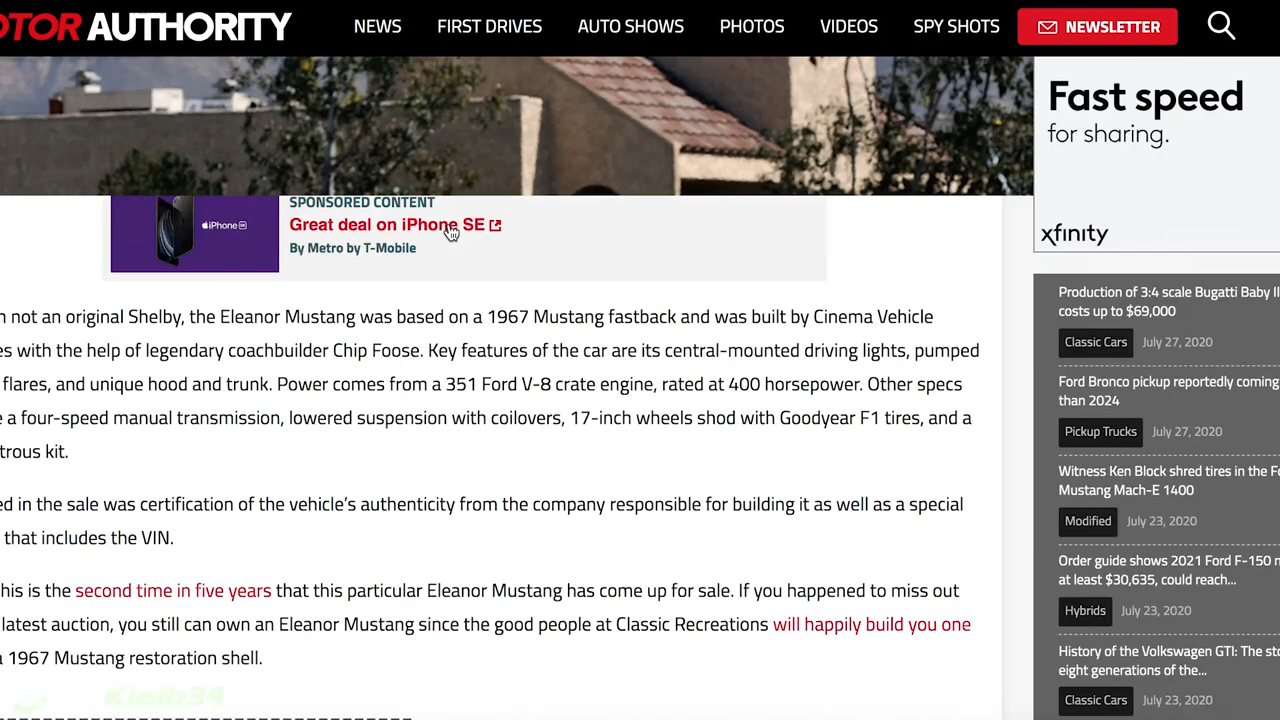 OTOR AUTHORITY
NEWS FIRST DRIVES AUTO SHOWS PHOTOS VIDEOS SPY SHOTS NEWSLETTER
Fast speed
for sharing.
xfinity
iPhone SE
SPONSORED CONTENT
Great deal on iPhone SE
By Metro by T-Mobile
n not an original Shelby, the Eleanor Mustang was based on a 1967 Mustang fastback and was built by Cinema Vehicle
es with the help of legendary coachbuilder Chip Foose. Key features of the car are its central-mounted driving lights, pumped
flares, and unique hood and trunk. Power comes from a 351 Ford V-8 crate engine, rated at 400 horsepower. Other specs
e a four-speed manual transmission, lowered suspension with coilovers, 17-inch wheels shod with Goodyear F1 tires, and a
trous kit.
ed in the sale was certification of the vehicle's authenticity from the company responsible for building it as well as a special
that includes the VIN.
his is the second time in five years that this particular Eleanor Mustang has come up for sale. If you happened to miss out
latest auction, you still can own an Eleanor Mustang since the good people at Classic Recreations will happily build you one
a 1967 Mustang restoration shell.
Production of 3:4 scale Bugatti Baby II
costs up to $69,000
Classic Cars July 27, 2020
Ford Bronco pickup reportedly coming
than 2024
Pickup Trucks July 27, 2020
Witness Ken Block shred tires in the Fo
Mustang Mach-E 1400
Modified July 23, 2020
Order guide shows 2021 Ford F-150 
at least $30,635, could reach...
Hybrids July 23, 2020
History of the Volkswagen GTI: The sto
eight generations of the...
Classic Cars July 23, 2020